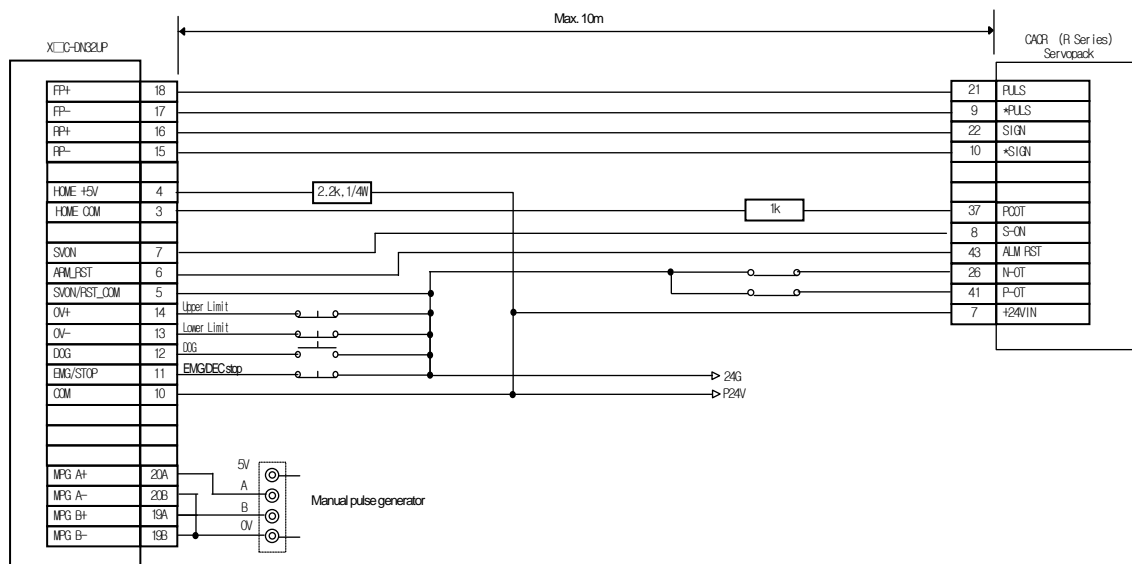 Max. 10m
X□C-DN32UP
CACR (R Series)
Servopack
FP+ 18
FP- 17
RP+ 16
RP- 15
HOME +5V 4
HOME COM 3
SVON 7
ARM_RST 6
SVON/RST_COM 5
OV+ 14
OV- 13
DOG 12
EMG/STOP 11
COM 10
MPG A+ 20A
MPG A- 20B
MPG B+ 19A
MPG B- 19B
2.2k,1/4W
1k
Upper Limit
Lower Limit
DOG
EMG/DEC stop
24G
P24V
5V
A
B
0V
Manual pulse generator
21 PULS
9 *PULS
22 SIGN
10 *SIGN
37 PCOT
8 S-ON
43 ALM RST
26 N-OT
41 P-OT
7 +24VIN